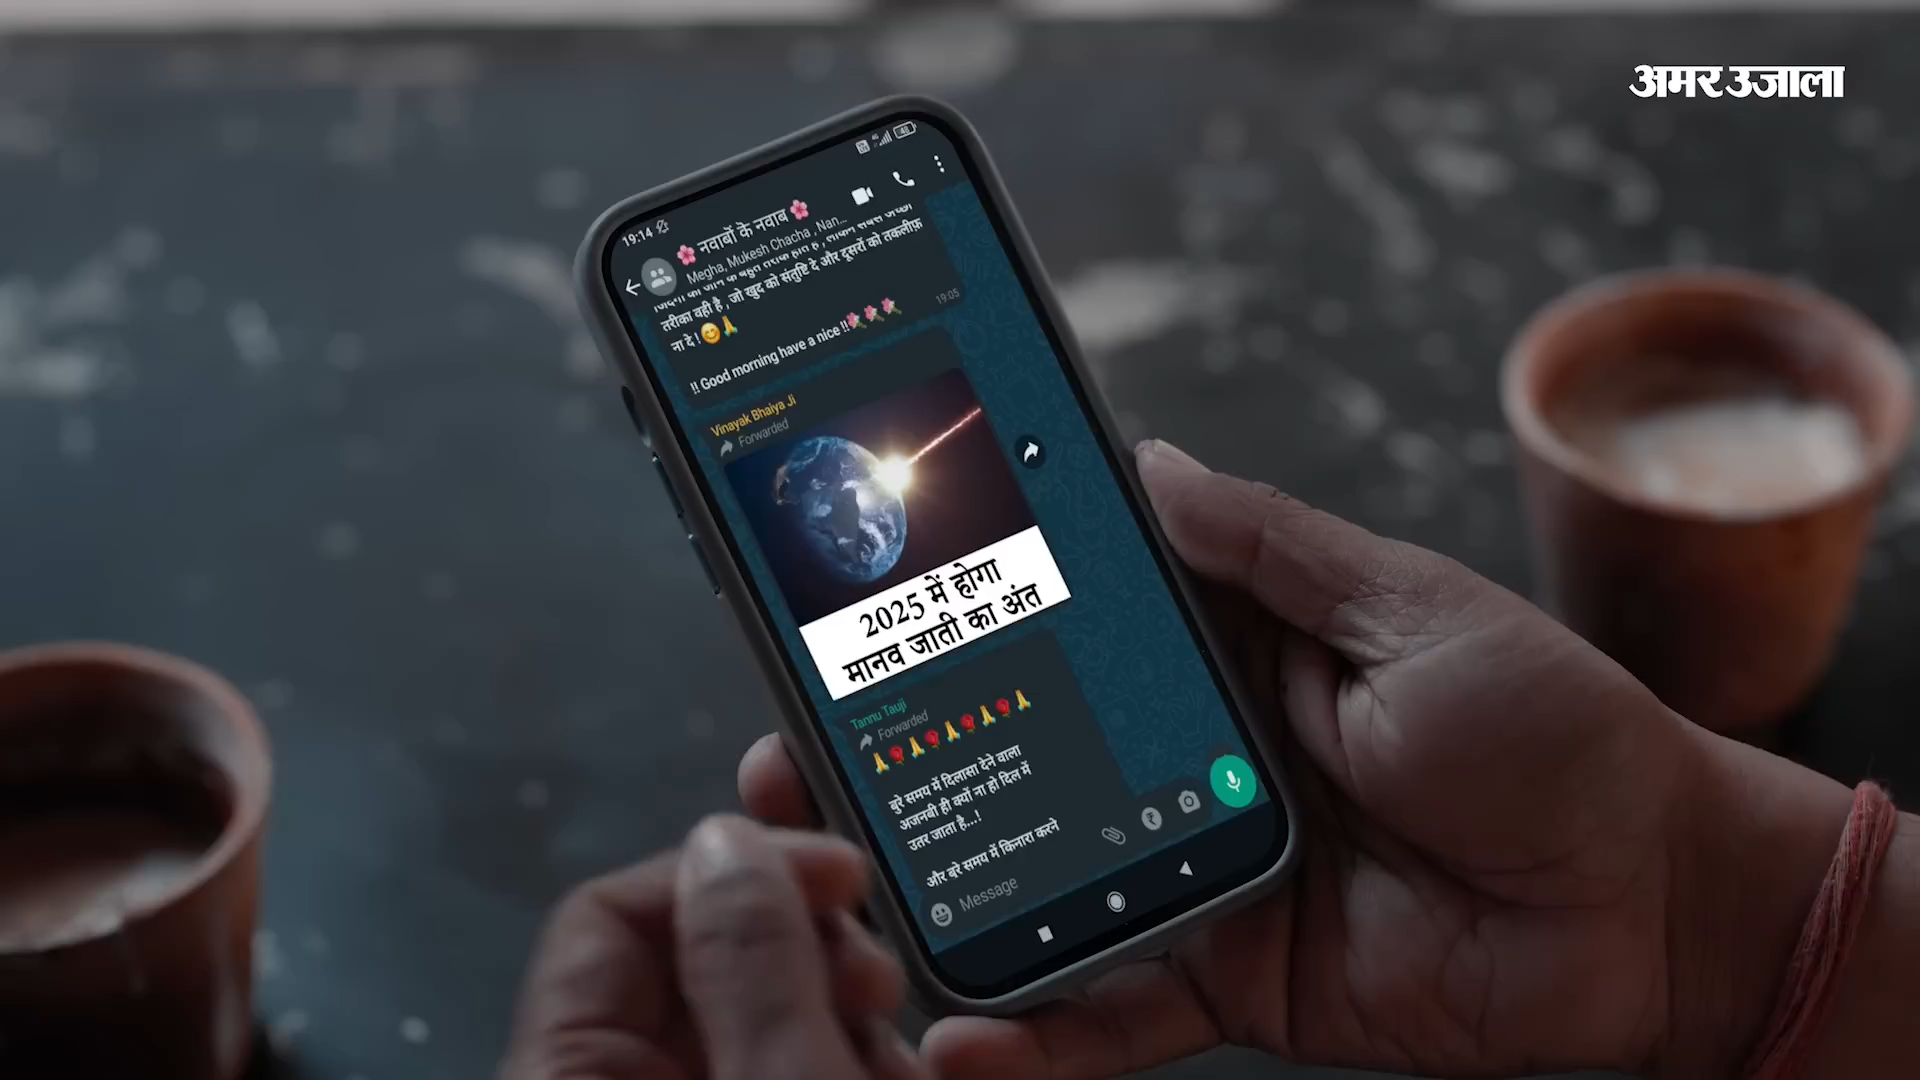 अमर उजाला
19:14
🌸 नवाबों के नवाब 🌸
Megha, Mukesh Chacha ,Nan...
तरीका वही है , जो खुद को संतुष्टि दे और दूसरों को तकलीफ़
ना दे ! 😊🙏
19:05
!! Good morning have a nice !!🌺🌺🌺
Vinayak Bhaiya Ji
Forwarded
2025 में होगा
मानव जाती का अंत
Tannu Tauji
Forwarded
🙏🌹🙏🌹🙏🌹🙏🌹🙏
बुरे समय में दिलासा देने वाला
अजनबी ही क्यों ना हो दिल में
उतर जाता है...!
और बुरे समय में किनारा करने
Message